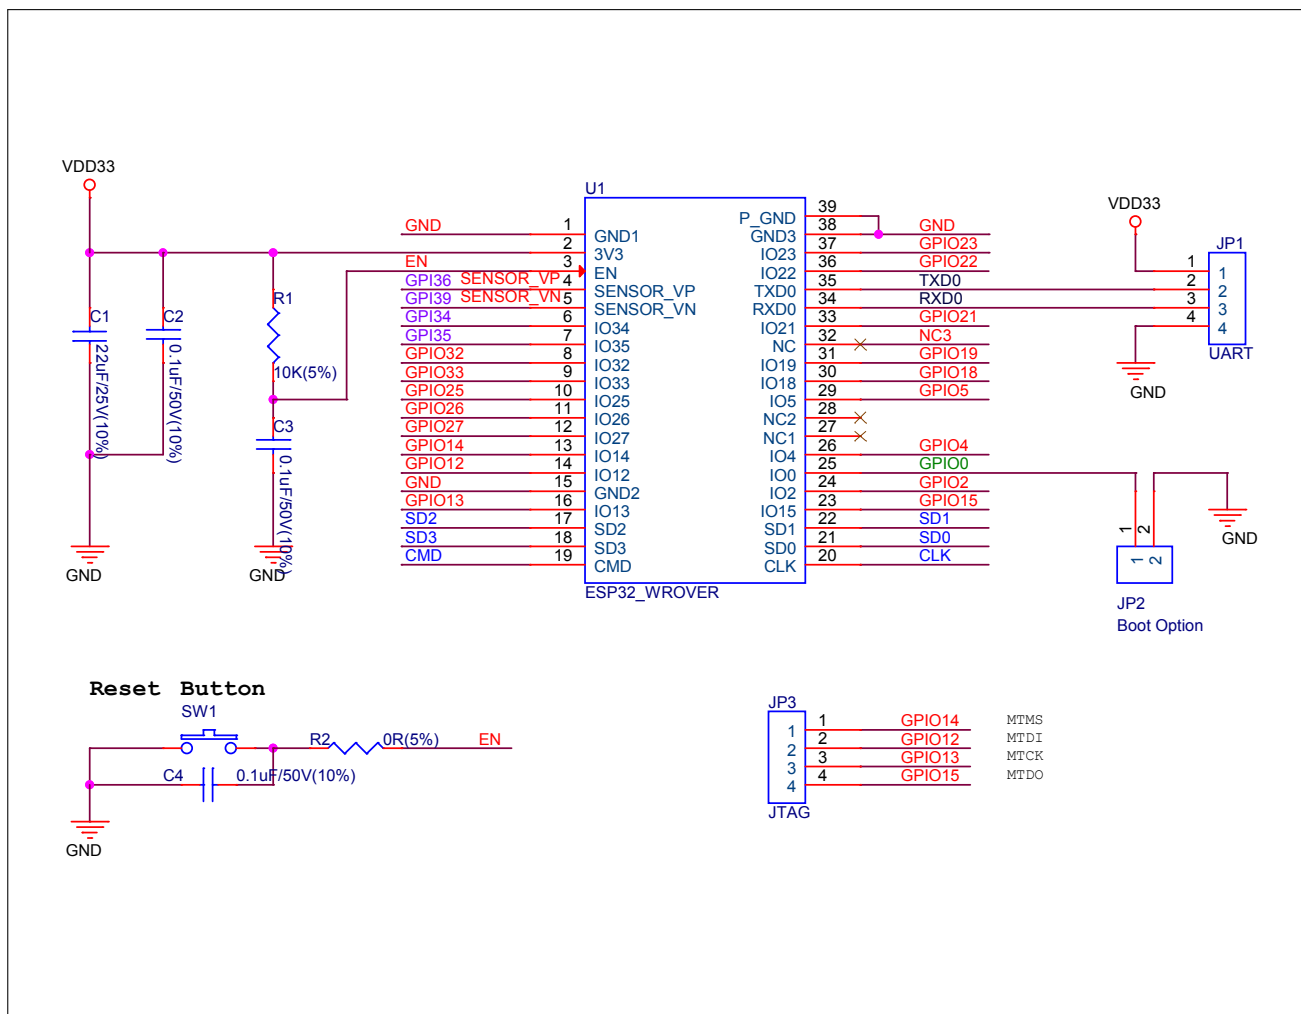 VDD33
U1
VDD33
JP1
GND 1 GND1
2 3V3
EN 3 EN
GPI36 SENSOR_VP 4 SENSOR_VP
GPI39 SENSOR_VN 5 SENSOR_VN
GPI34 6 IO34
GPI35 7 IO35
GPIO32 8 IO32
GPIO33 9 IO33
GPIO25 10 IO25
GPIO26 11 IO26
GPIO27 12 IO27
GPIO14 13 IO14
GPIO12 14 IO12
GND 15 GND2
GPIO13 16 IO13
SD2 17 SD2
SD3 18 SD3
CMD 19 CMD
P_GND 39
GND3 38 GND
IO23 37 GPIO23
IO22 36 GPIO22
TXD0 35 TXD0
RXD0 34 RXD0
IO21 33 GPIO21
NC 32 NC3
IO19 31 GPIO19
IO18 30 GPIO18
IO5 29 GPIO5
NC2 28
NC1 27
IO4 26 GPIO4
IO0 25 GPIO0
IO2 24 GPIO2
IO15 23 GPIO15
SD1 22 SD1
SD0 21 SD0
CLK 20 CLK
ESP32_WROVER
1 1
2 2
3 3
4 4
UART
GND
C1
22uF/25V(10%)
C2
0.1uF/50V(10%)
R1
10K(5%)
C3
0.1uF/50V(10%)
GND
GND
1 1
2 2
GND
JP2
Boot Option
Reset Button
SW1
R2 0R(5%) EN
C4 0.1uF/50V(10%)
GND
JP3
1 1 GPIO14 MTMS
2 2 GPIO12 MTDI
3 3 GPIO13 MTCK
4 4 GPIO15 MTDO
JTAG